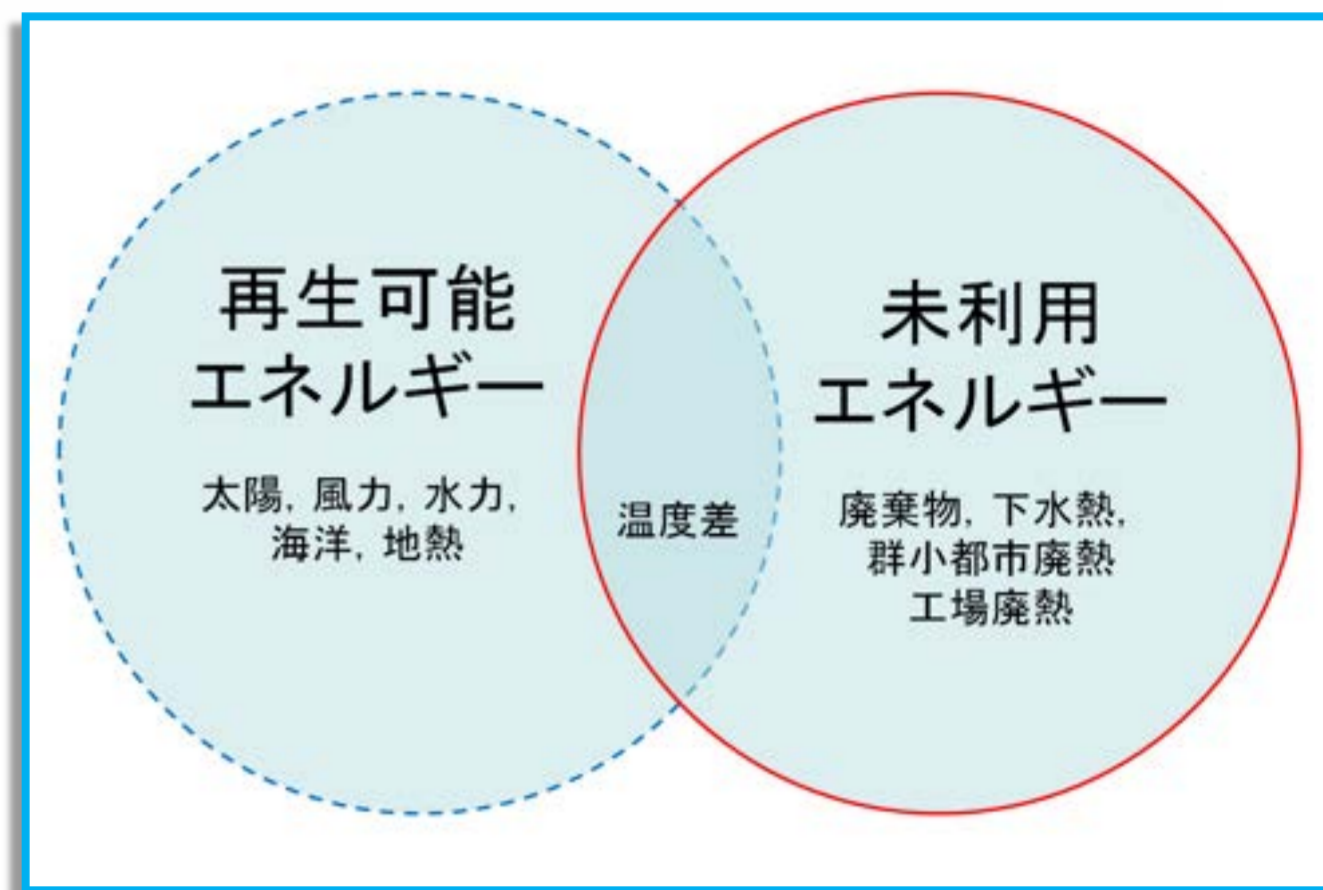 再生可能
エネルギー
太陽, 風力, 水力,
海洋, 地熱
温度差
未利用
エネルギー
廃棄物, 下水熱,
群小都市廃熱
工場廃熱